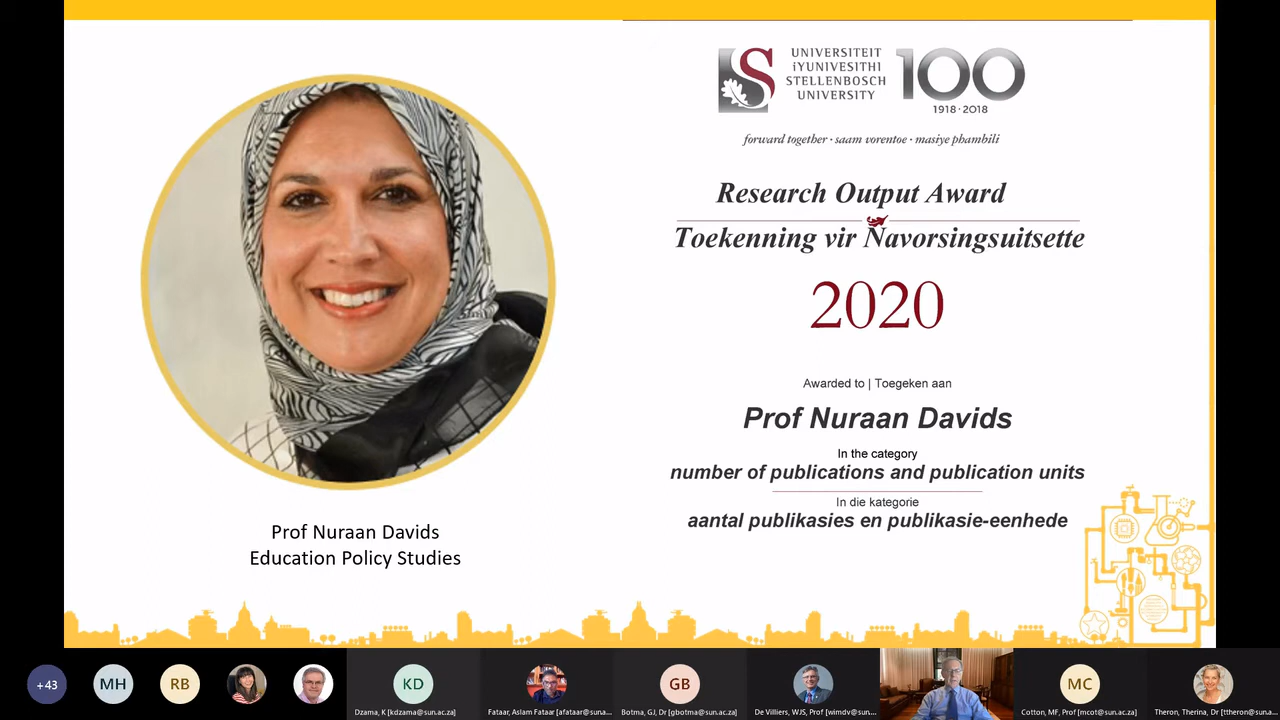 UNIVERSITEIT
iYUNIVESITHI
STELLENBOSCH
UNIVERSITY
100
1918 · 2018
forward together · saam vorentoe · masiye phambili
Research Output Award
Toekenning vir Navorsingsuitsette
2020
Awarded to | Toegeken aan
Prof Nuraan Davids
In the category
number of publications and publication units
In die kategorie
aantal publikasies en publikasie-eenhede
Prof Nuraan Davids
Education Policy Studies
+43
MH
RB
KD
Dzama, K [kdzama@sun.ac.za]
Fataar, Aslam Fataar [afataar@suna...
GB
Botma, GJ, Dr [gbotma@sun.ac.za]
De Villiers, WJS, Prof [wimdv@sun....
MC
Cotton, MF, Prof [mcot@sun.ac.za]
Theron, Therina, Dr [ttheron@suna...